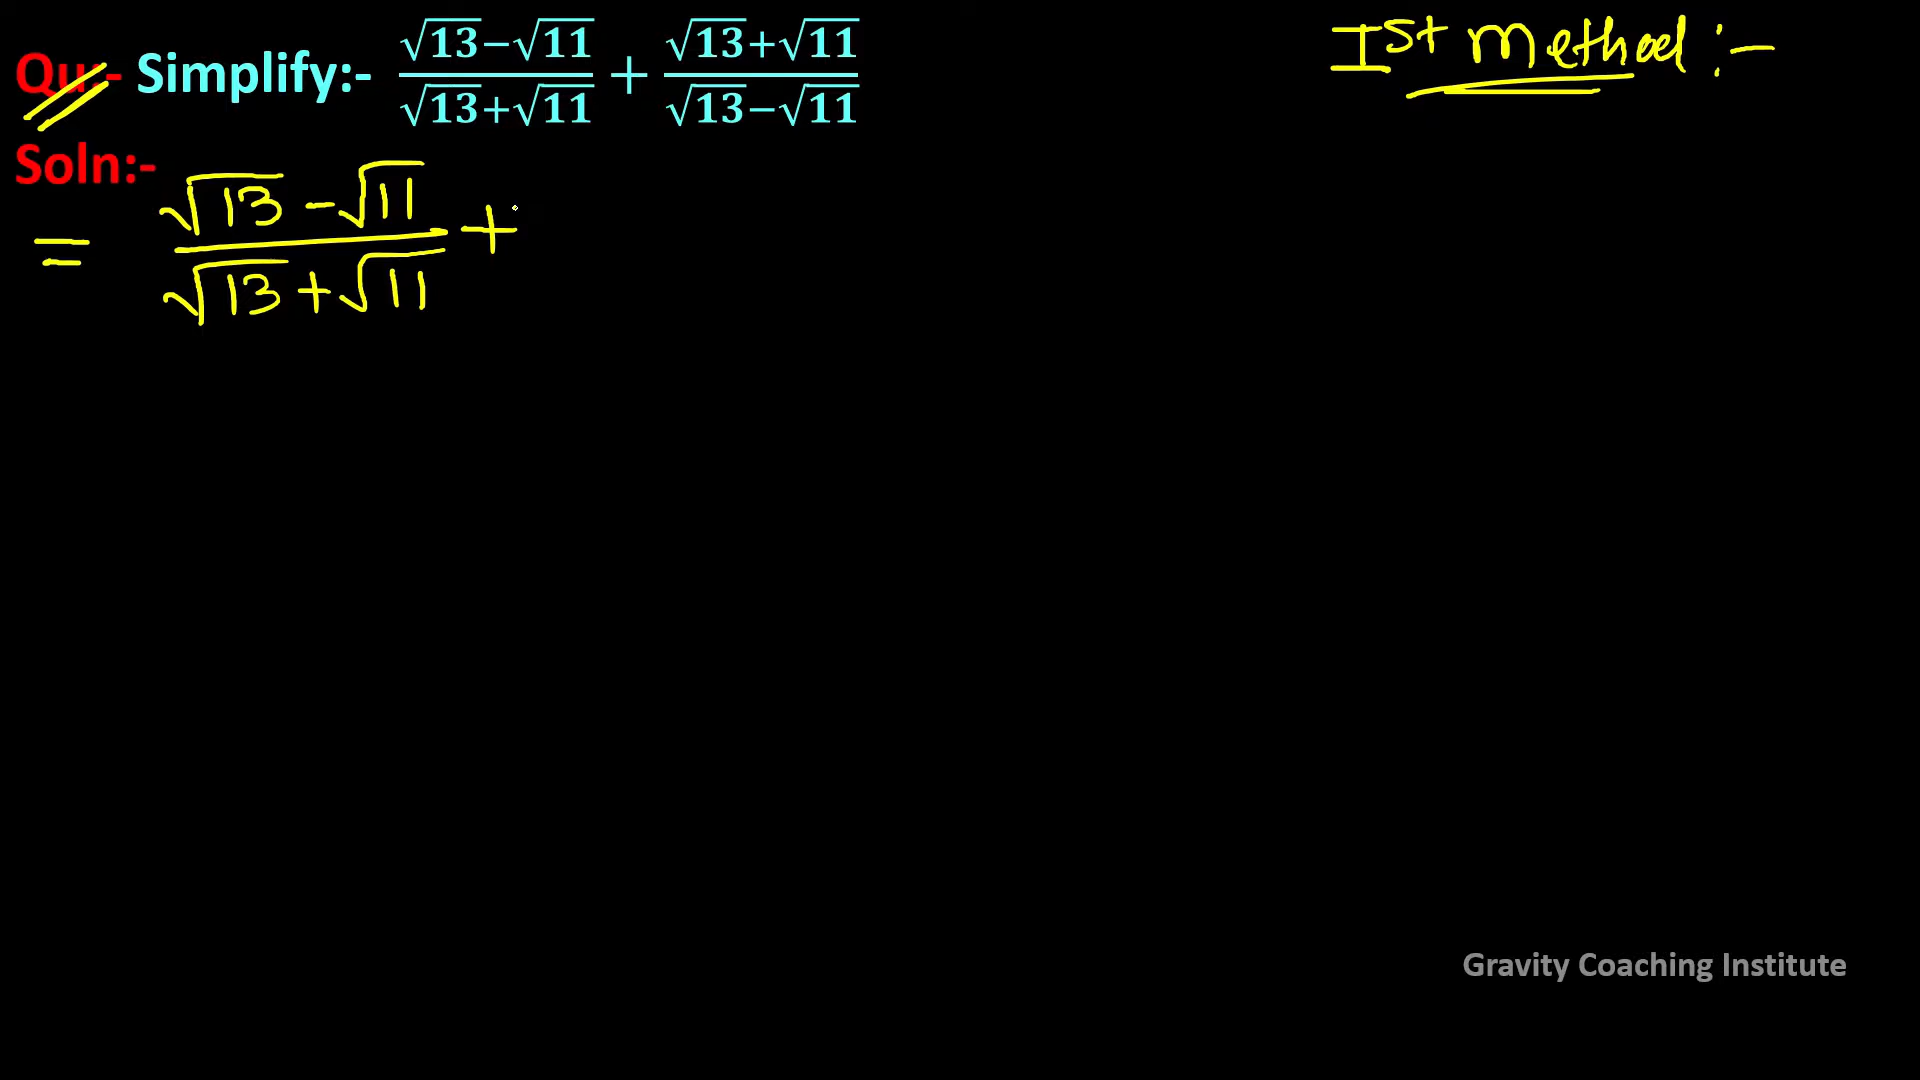 Qu:- Simplify:- (√13−√11)/(√13+√11) + (√13+√11)/(√13−√11)
Ist Method :-
Soln:-
= (√13 − √11)/(√13 + √11) +
Gravity Coaching Institute